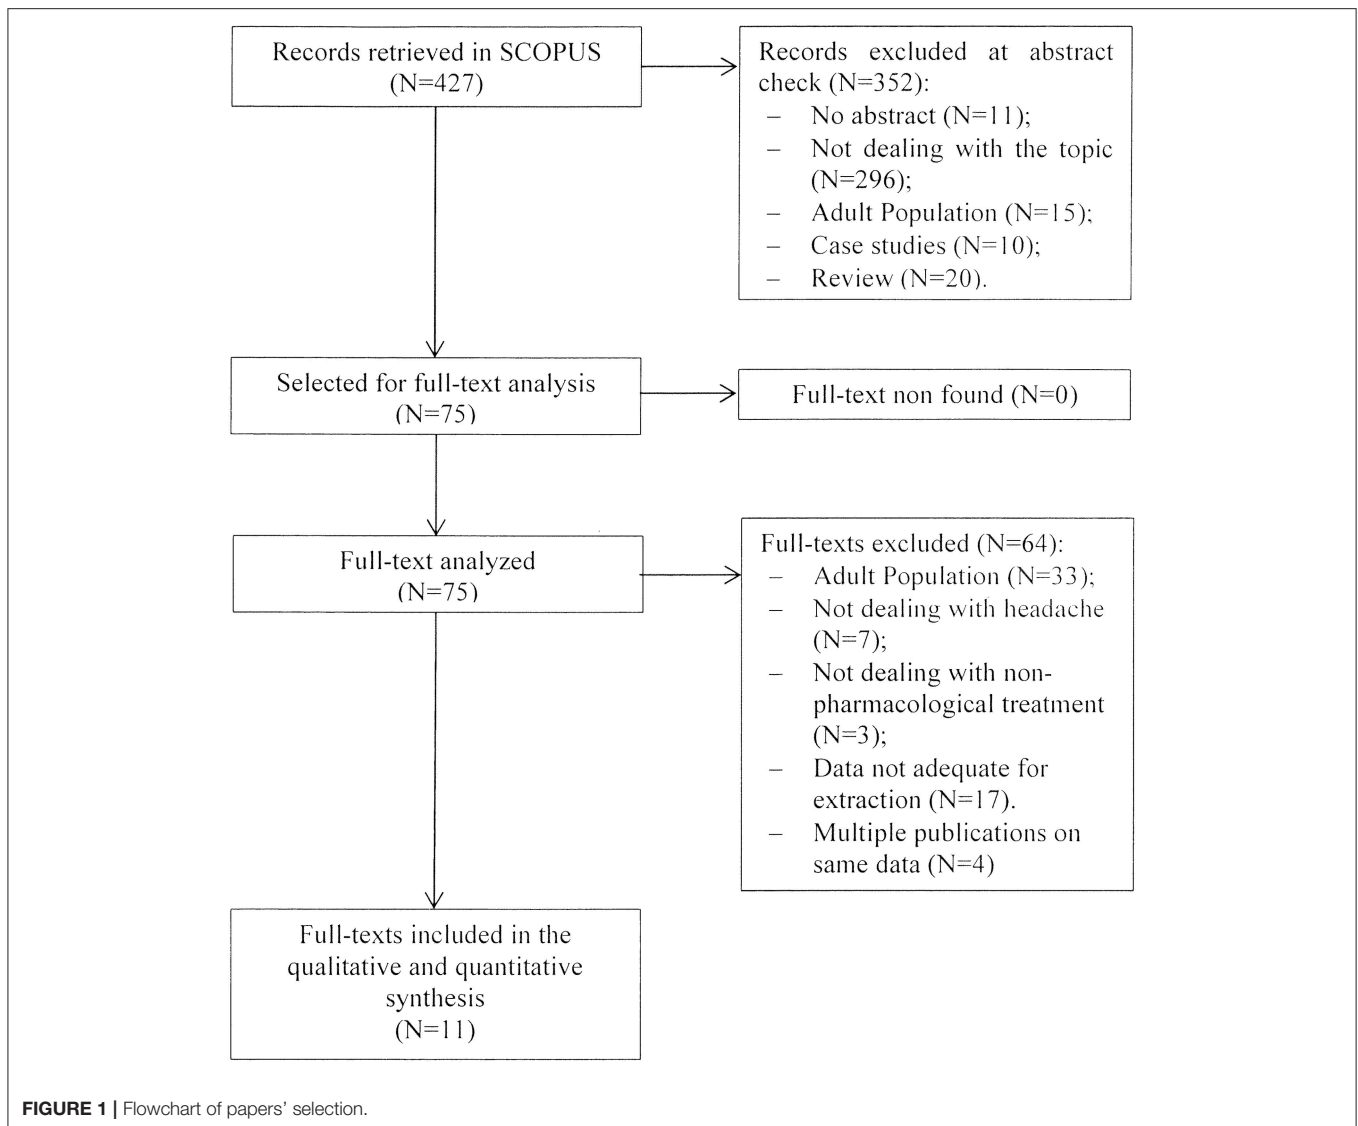 Records retrieved in SCOPUS
(N=427)
Records excluded at abstract
check (N=352):
– No abstract (N=11);
– Not dealing with the topic
(N=296);
– Adult Population (N=15);
– Case studies (N=10);
– Review (N=20).
Selected for full-text analysis
(N=75)
Full-text non found (N=0)
Full-text analyzed
(N=75)
Full-texts excluded (N=64):
– Adult Population (N=33);
– Not dealing with headache
(N=7);
– Not dealing with non-
pharmacological treatment
(N=3);
– Data not adequate for
extraction (N=17).
– Multiple publications on
same data (N=4)
Full-texts included in the
qualitative and quantitative
synthesis
(N=11)
FIGURE 1 | Flowchart of papers' selection.